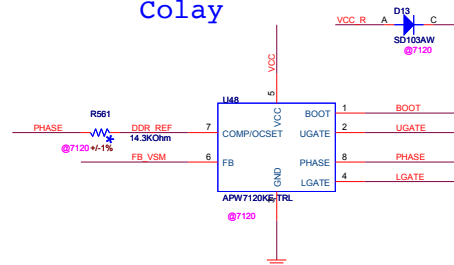 Colay
D13
VCC_R
A
C
SD103AW
@7120
VCC
5
U48
VCC
R561
PHASE
DDR_REF
7
COMP/OCSET
14.3KOhm
@7120
+/-1%
FB_VSM
6
FB
BOOT
1
BOOT
UGATE
2
UGATE
PHASE
8
PHASE
LGATE
4
LGATE
GND
APW7120KE-TRL
@7120